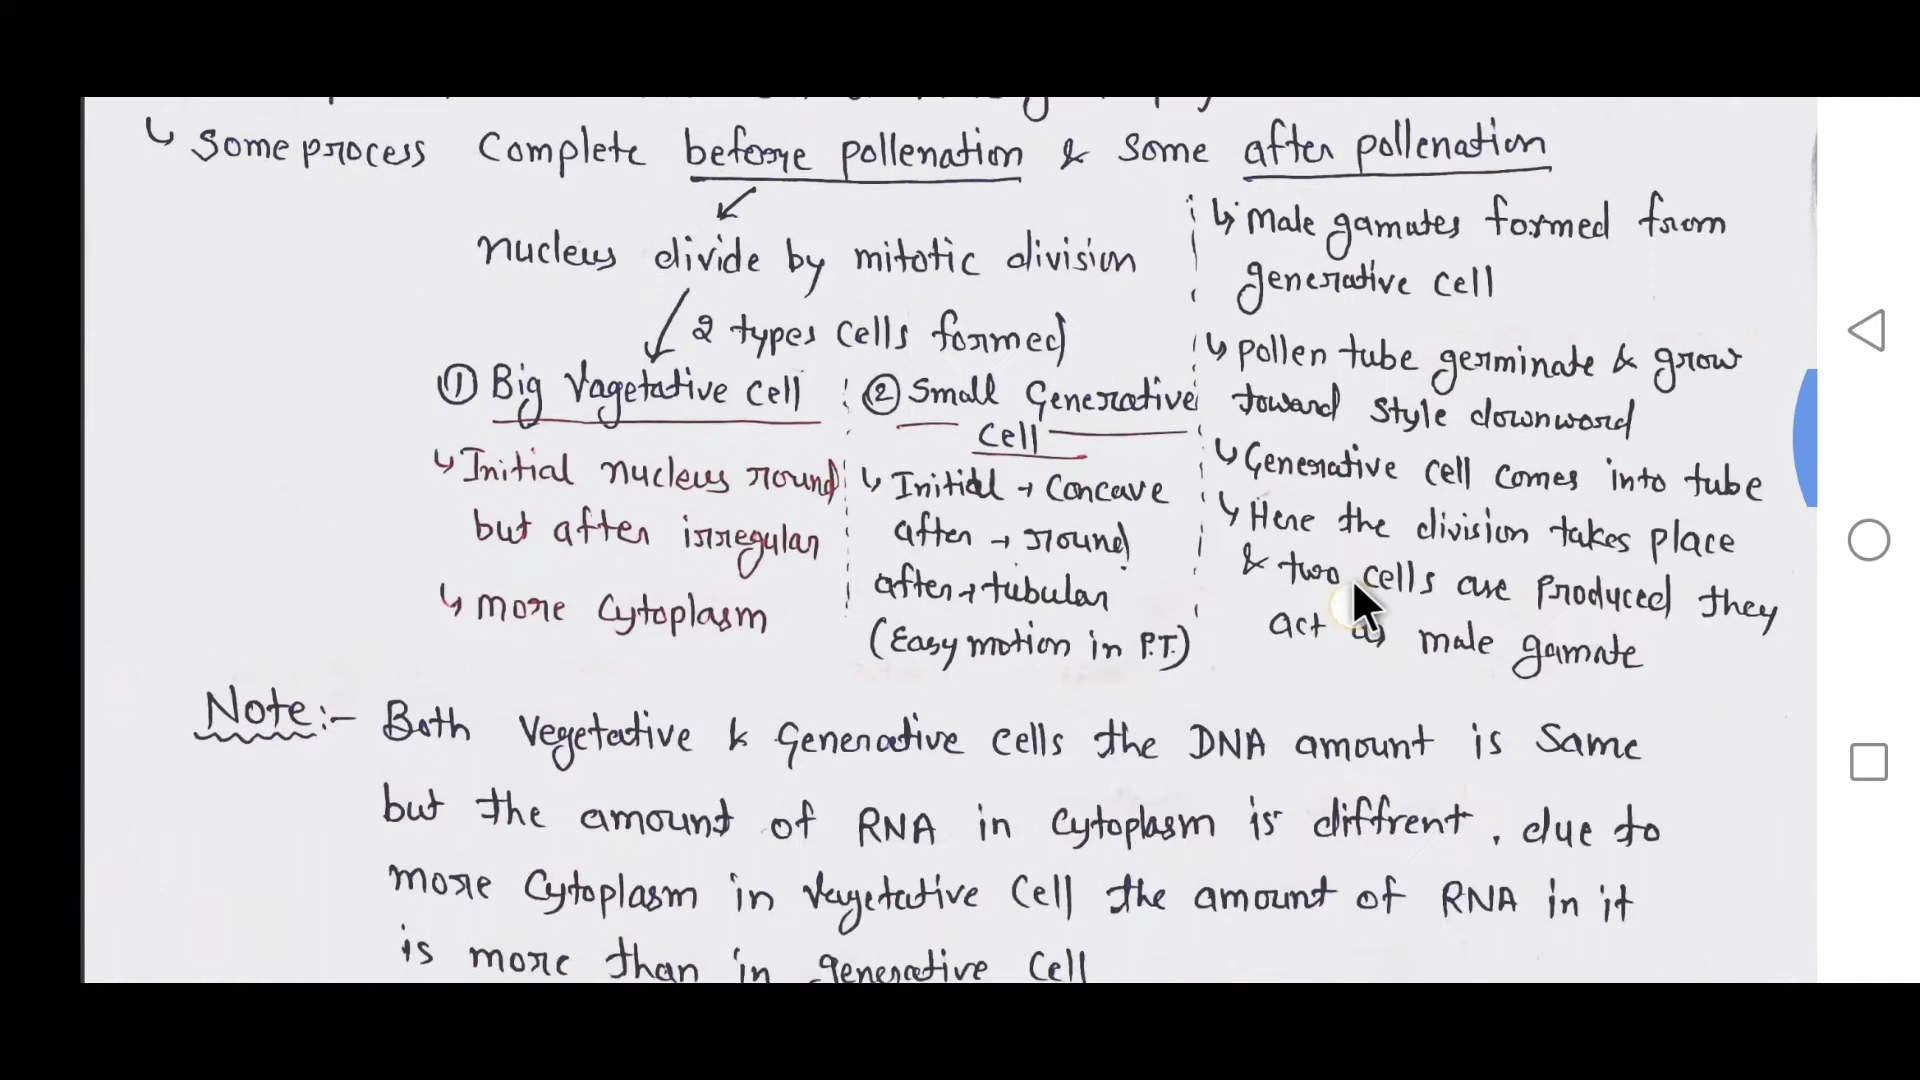 ↳ Some process Complete before pollenation & some after pollenation
nucleus divide by mitotic division
2 types cells formed
① Big Vagetative Cell
↳ Initial nucleus round
but after irregular
↳ more Cytoplasm
② Small Generative
Cell
↳ Initial → Concave
after → round
after → tubular
(Easy motion in P.T.)
↳ Male gamates formed from
generative cell
↳ pollen tube germinate & grow
toward style downword
↳ Generative cell comes into tube
↳ Here the division takes place
& two cells are produced they
act as male gamate
Note:- Both Vegetative & Generative Cells the DNA amount is Same
but the amount of RNA in Cytoplasm is diffrent, due to
more Cytoplasm in Vagetative Cell the amount of RNA in it
is more than in generative Cell